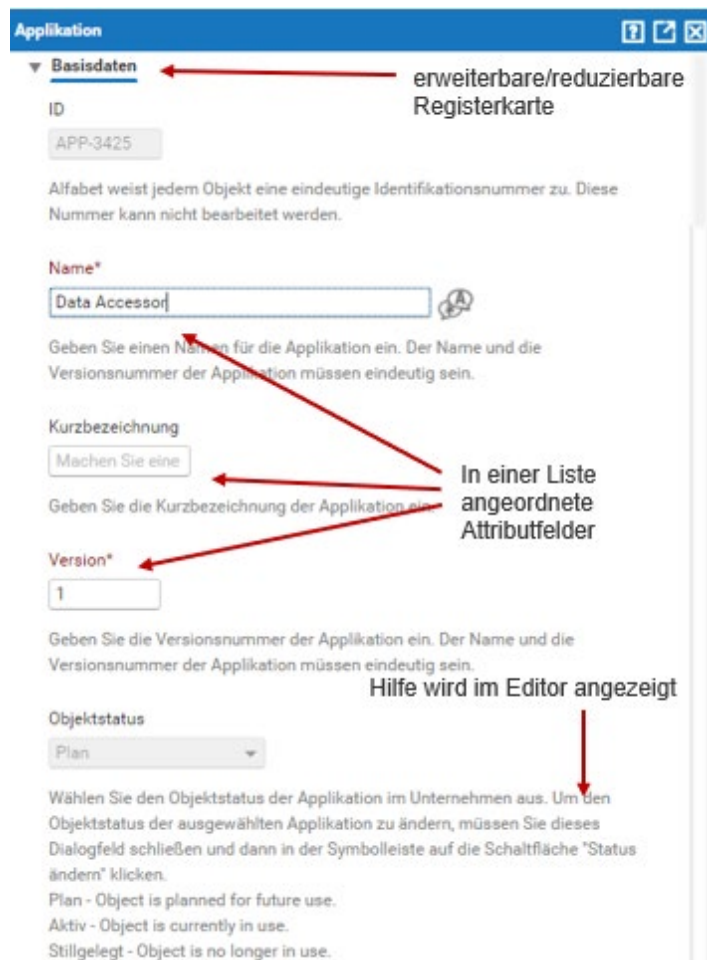 Applikation
Basisdaten
erweiterbare/reduzierbare
Registerkarte
ID
APP-3425
Alfabet weist jedem Objekt eine eindeutige Identifikationsnummer zu. Diese
Nummer kann nicht bearbeitet werden.
Name*
Data Accessor
Geben Sie einen Namen für die Applikation ein. Der Name und die
Versionsnummer der Applikation müssen eindeutig sein.
Kurzbezeichnung
Machen Sie eine
Geben Sie die Kurzbezeichnung der Applikation ein.
In einer Liste
angeordnete
Attributfelder
Version*
1
Geben Sie die Versionsnummer der Applikation ein. Der Name und die
Versionsnummer der Applikation müssen eindeutig sein.
Hilfe wird im Editor angezeigt
Objektstatus
Plan
Wählen Sie den Objektstatus der Applikation im Unternehmen aus. Um den
Objektstatus der ausgewählten Applikation zu ändern, müssen Sie dieses
Dialogfeld schließen und dann in der Symbolleiste auf die Schaltfläche "Status
ändern" klicken.
Plan - Object is planned for future use.
Aktiv - Object is currently in use.
Stillgelegt - Object is no longer in use.